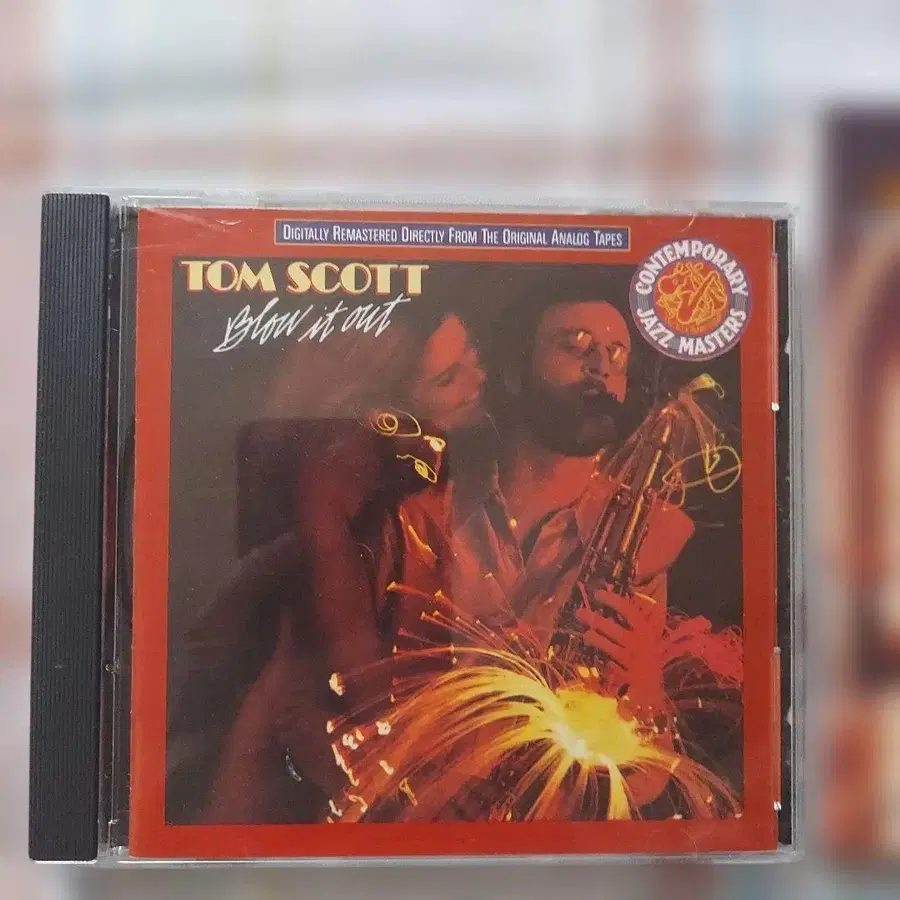 DIGITALLY REMASTERED DIRECTLY FROM THE ORIGINAL ANALOG TAPES
TOM SCOTT
Blow it out
CONTEMPORARY
JAZZ MASTERS